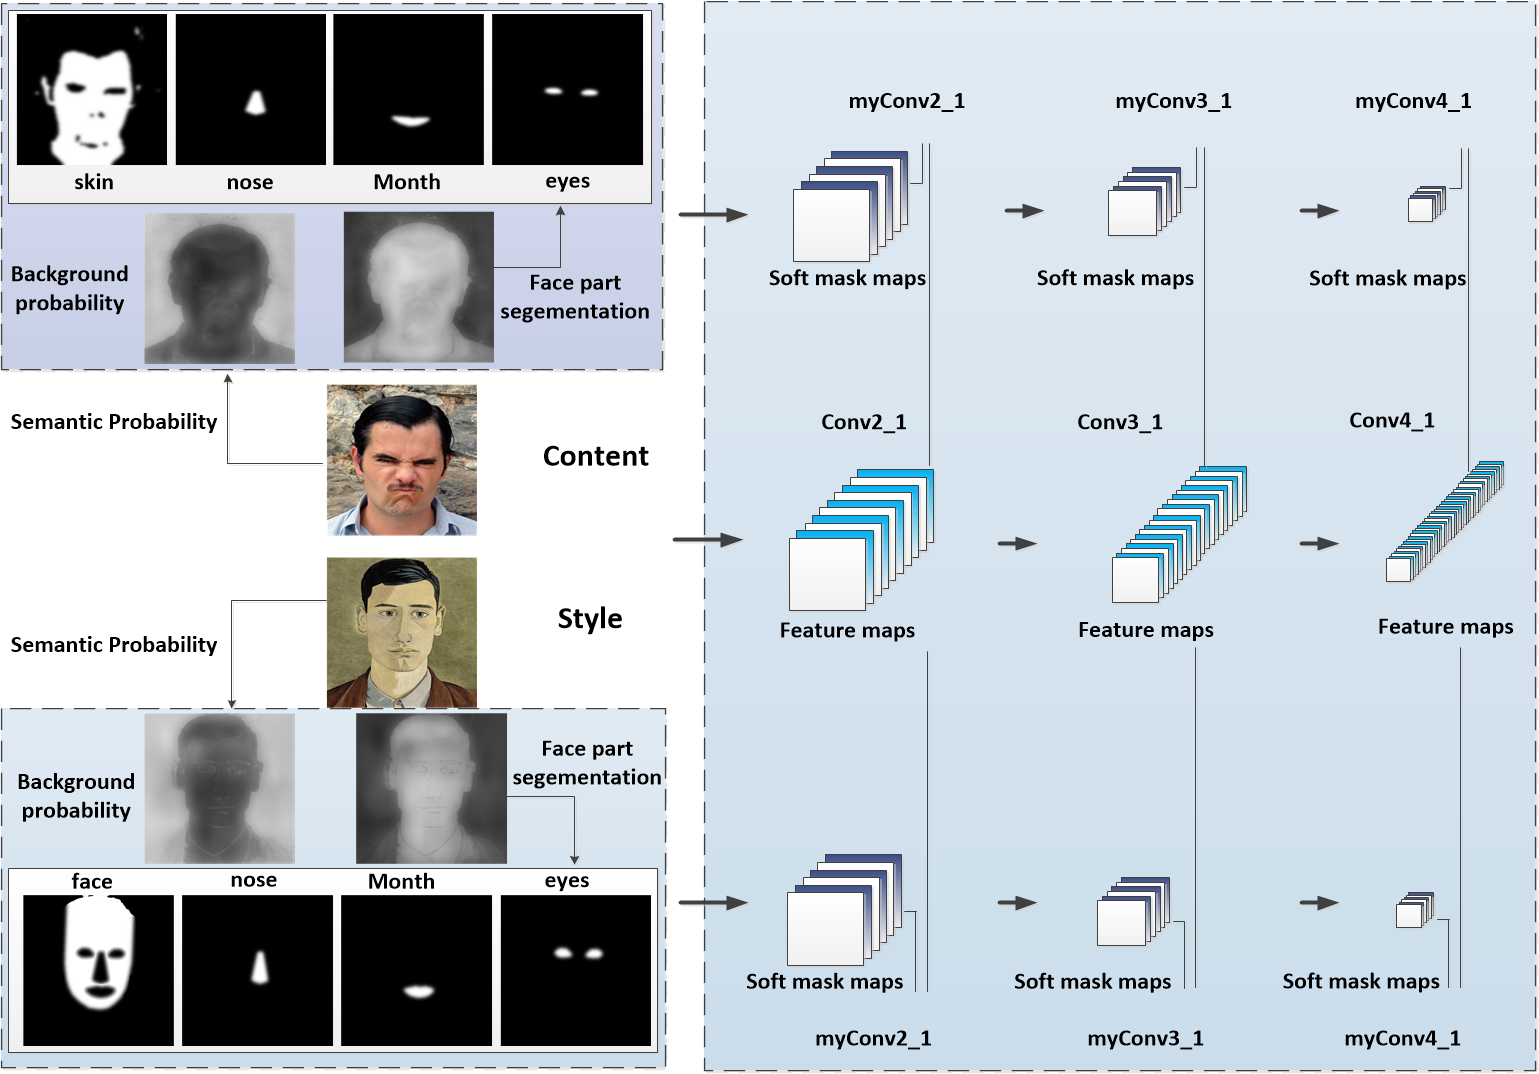 skin
nose
Month
eyes
Background
probability
Face part
segementation
Semantic Probability
Content
Style
Semantic Probability
Background
probability
Face part
segementation
face
nose
Month
eyes
myConv2_1
myConv3_1
myConv4_1
Soft mask maps
Soft mask maps
Soft mask maps
Conv2_1
Conv3_1
Conv4_1
Feature maps
Feature maps
Feature maps
Soft mask maps
Soft mask maps
Soft mask maps
myConv2_1
myConv3_1
myConv4_1